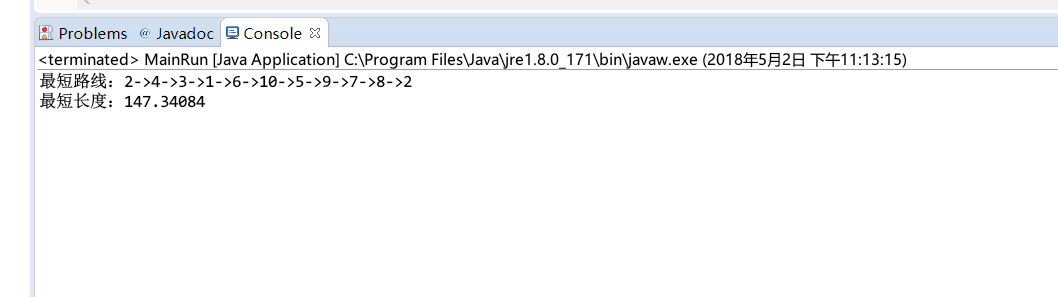 Problems @ Javadoc Console
<terminated> MainRun [Java Application] C:\Program Files\Java\jre1.8.0_171\bin\javaw.exe (2018年5月2日 下午11:13:15)
最短路线：2->4->3->1->6->10->5->9->7->8->2
最短长度：147.34084